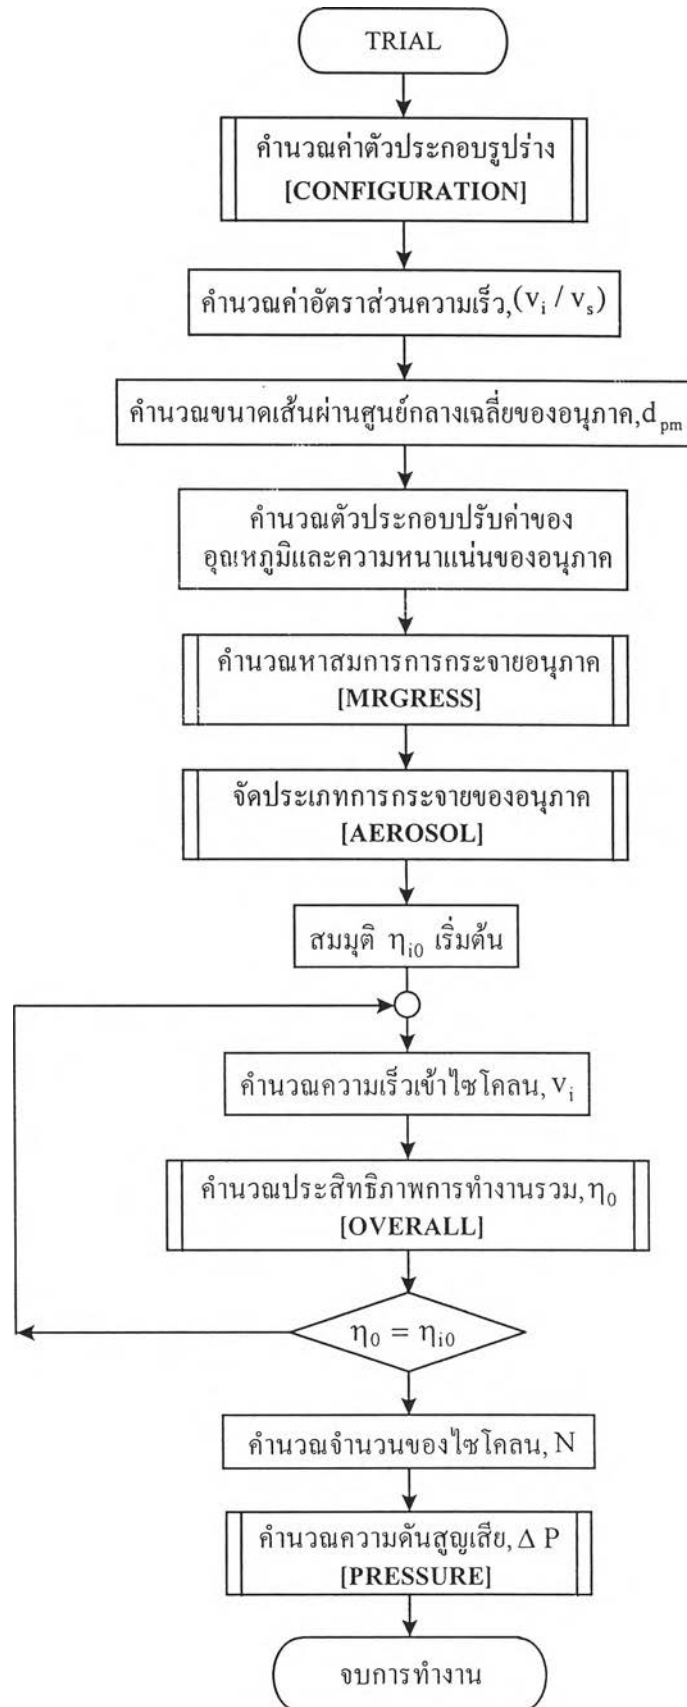 TRIAL
คำนวณค่าตัวประกอบรูปร่าง
[CONFIGURATION]
คำนวณค่าอัตราส่วนความเร็ว,(v_i / v_s)
คำนวณขนาดเส้นผ่านศูนย์กลางเฉลี่ยของอนุภาค,d_pm
คำนวณตัวประกอบปรับค่าของ
อุณหภูมิและความหนาแน่นของอนุภาค
คำนวณหาสมการการกระจายอนุภาค
[MRGRESS]
จัดประเภทการกระจายของอนุภาค
[AEROSOL]
สมมุติ η_i0 เริ่มต้น
คำนวณความเร็วเข้าไซโคลน, v_i
คำนวณประสิทธิภาพการทำงานรวม, η_0
[OVERALL]
η_0 = η_i0
คำนวณจำนวนของไซโคลน, N
คำนวณความดันสูญเสีย, Δ P
[PRESSURE]
จบการทำงาน